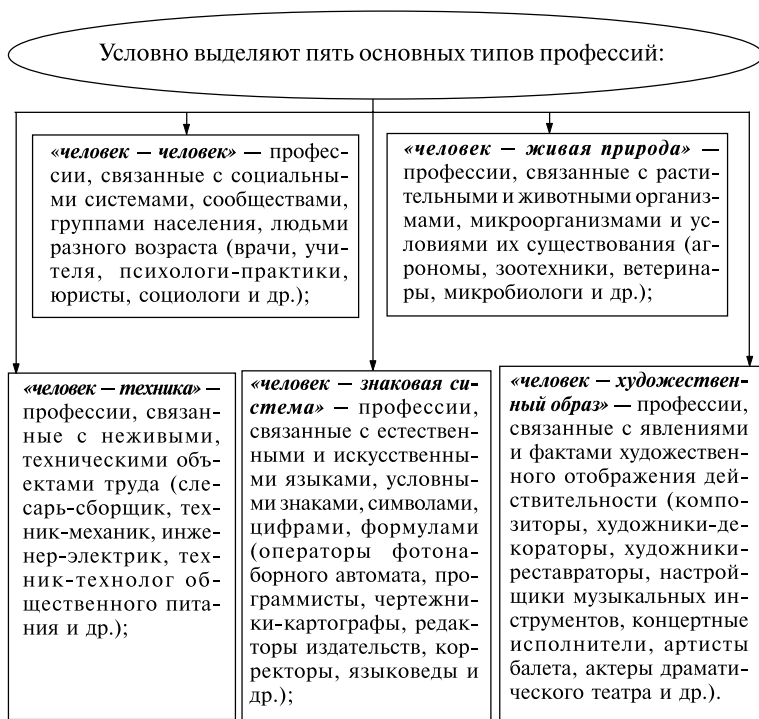 Условно выделяют пять основных типов профессий:
«человек — человек» — профес-
сии, связанные с социальны-
ми системами, сообществами,
группами населения, людьми
разного возраста (врачи, учи-
теля, психологи-практики,
юристы, социологи и др.);
«человек — живая природа» —
профессии, связанные с расти-
тельными и животными организ-
мами, микроорганизмами и ус-
ловиями их существования (аг-
рономы, зоотехники, ветерина-
ры, микробиологи и др.);
«человек — техника» —
профессии, связан-
ные с неживыми,
техническими объ-
ектами труда (сле-
сарь-сборщик, тех-
ник-механик, инже-
нер-электрик, тех-
ник-технолог об-
щественного пита-
ния и др.);
«человек — знаковая си-
стема» — профессии,
связанные с естествен-
ными и искусственными
языками, условны-
ми знаками, символами,
цифрами, формулами
(операторы фотона-
борного автомата, про-
граммисты, чертежни-
ки-картографы, редак-
торы издательств, кор-
ректоры, языковеды и
др.);
«человек — художествен-
ный образ» — профессии,
связанные с явлениями
и фактами художествен-
ного отображения дей-
ствительности (компо-
зиторы, художники-де-
кораторы, художники-
реставраторы, настрой-
щики музыкальных ин-
струментов, концертные
исполнители, артисты
балета, актеры драмати-
ческого театра и др.).